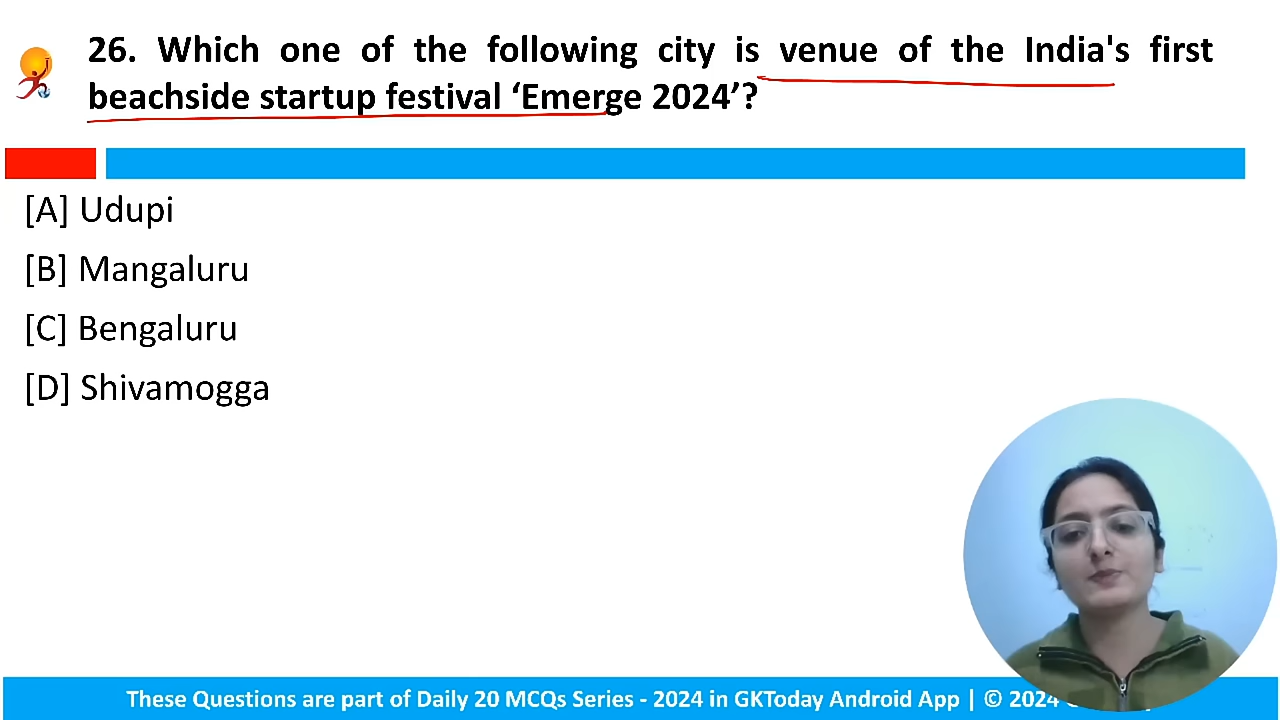 26. Which one of the following city is venue of the India's first
beachside startup festival ‘Emerge 2024’?
[A] Udupi
[B] Mangaluru
[C] Bengaluru
[D] Shivamogga
These Questions are part of Daily 20 MCQs Series - 2024 in GKToday Android App | © 2024